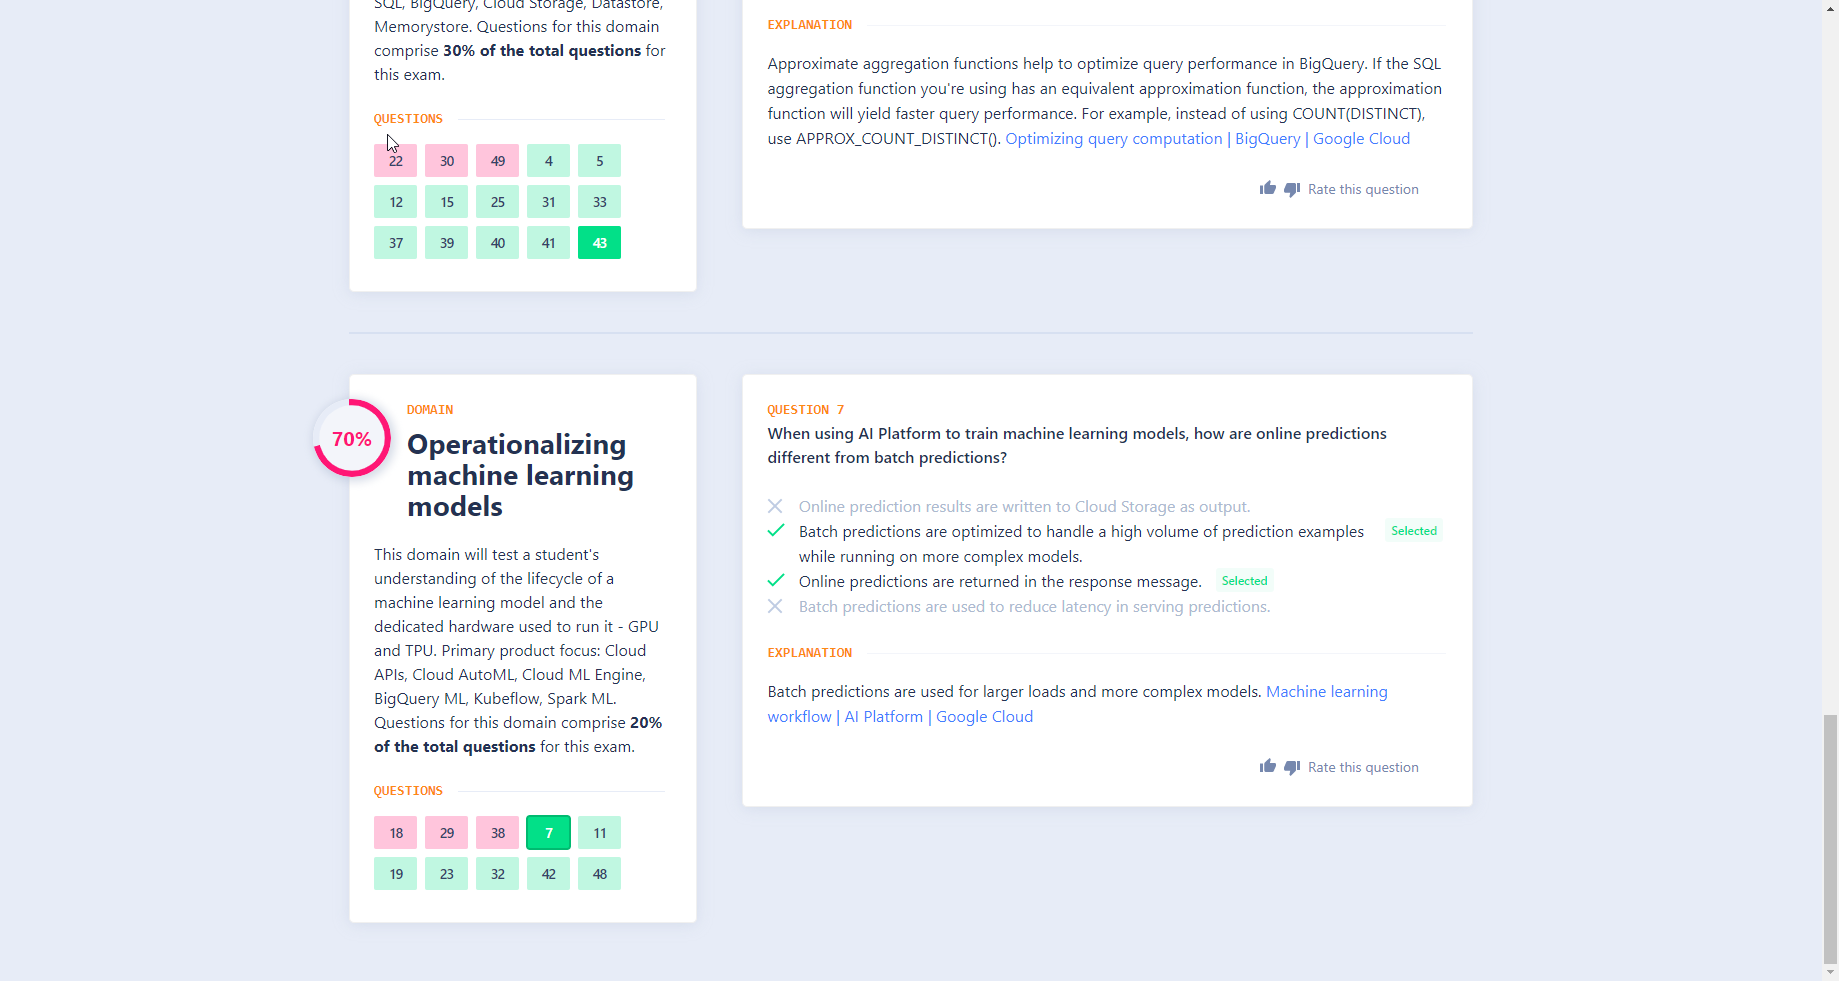 SQL, BigQuery, Cloud Storage, Datastore,
Memorystore. Questions for this domain
comprise 30% of the total questions for
this exam.
QUESTIONS
22 30 49 4 5
12 15 25 31 33
37 39 40 41 43
EXPLANATION
Approximate aggregation functions help to optimize query performance in BigQuery. If the SQL
aggregation function you're using has an equivalent approximation function, the approximation
function will yield faster query performance. For example, instead of using COUNT(DISTINCT),
use APPROX_COUNT_DISTINCT(). Optimizing query computation | BigQuery | Google Cloud
Rate this question
70%
DOMAIN
Operationalizing
machine learning
models
This domain will test a student's
understanding of the lifecycle of a
machine learning model and the
dedicated hardware used to run it - GPU
and TPU. Primary product focus: Cloud
APIs, Cloud AutoML, Cloud ML Engine,
BigQuery ML, Kubeflow, Spark ML.
Questions for this domain comprise 20%
of the total questions for this exam.
QUESTIONS
18 29 38 7 11
19 23 32 42 48
QUESTION 7
When using AI Platform to train machine learning models, how are online predictions
different from batch predictions?
Online prediction results are written to Cloud Storage as output.
Batch predictions are optimized to handle a high volume of prediction examples Selected
while running on more complex models.
Online predictions are returned in the response message. Selected
Batch predictions are used to reduce latency in serving predictions.
EXPLANATION
Batch predictions are used for larger loads and more complex models. Machine learning
workflow | AI Platform | Google Cloud
Rate this question